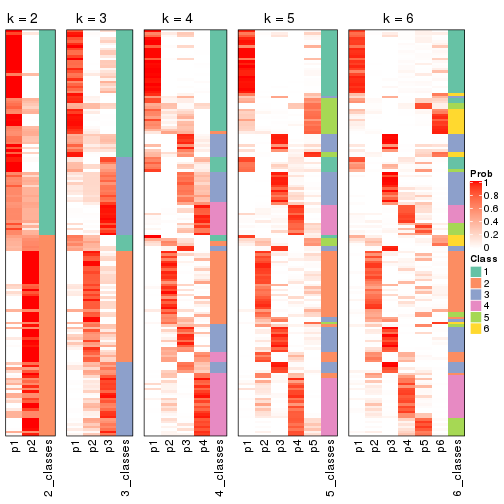 k = 2
k = 3
k = 4
k = 5
k = 6
p1
p2
2_classes
p1
p2
p3
3_classes
p1
p2
p3
p4
4_classes
p1
p2
p3
p4
p5
5_classes
p1
p2
p3
p4
p5
p6
6_classes
Prob
1
0.8
0.6
0.4
0.2
0
Class
1
2
3
4
5
6